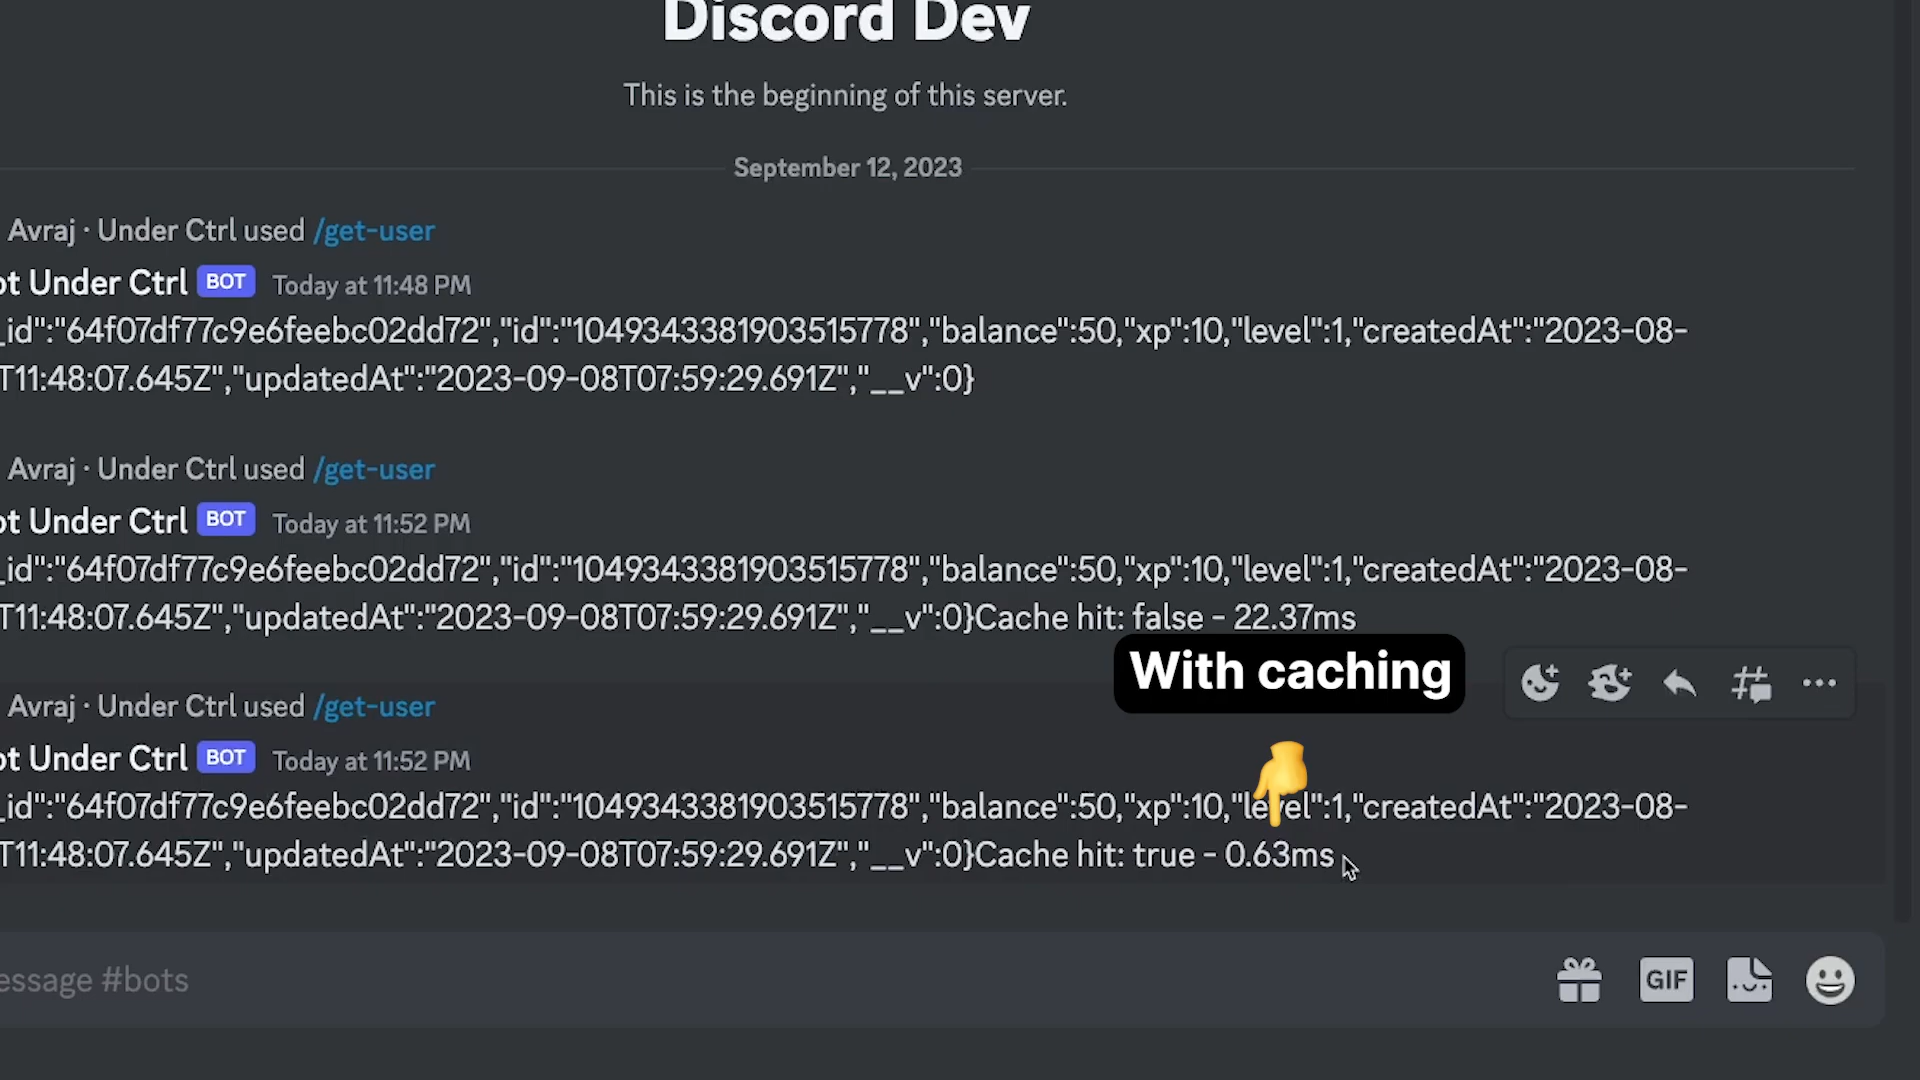 Discord Dev
This is the beginning of this server.
September 12, 2023
Avraj · Under Ctrl used /get-user
ot Under Ctrl BOT Today at 11:48 PM
_id":"64f07df77c9e6feebc02dd72","id":"1049343381903515778","balance":50,"xp":10,"level":1,"createdAt":"2023-08-
T11:48:07.645Z","updatedAt":"2023-09-08T07:59:29.691Z","__v":0}
Avraj · Under Ctrl used /get-user
ot Under Ctrl BOT Today at 11:52 PM
_id":"64f07df77c9e6feebc02dd72","id":"1049343381903515778","balance":50,"xp":10,"level":1,"createdAt":"2023-08-
T11:48:07.645Z","updatedAt":"2023-09-08T07:59:29.691Z","__v":0}Cache hit: false - 22.37ms
With caching
Avraj · Under Ctrl used /get-user
ot Under Ctrl BOT Today at 11:52 PM
_id":"64f07df77c9e6feebc02dd72","id":"1049343381903515778","balance":50,"xp":10,"level":1,"createdAt":"2023-08-
T11:48:07.645Z","updatedAt":"2023-09-08T07:59:29.691Z","__v":0}Cache hit: true - 0.63ms
essage #bots
GIF